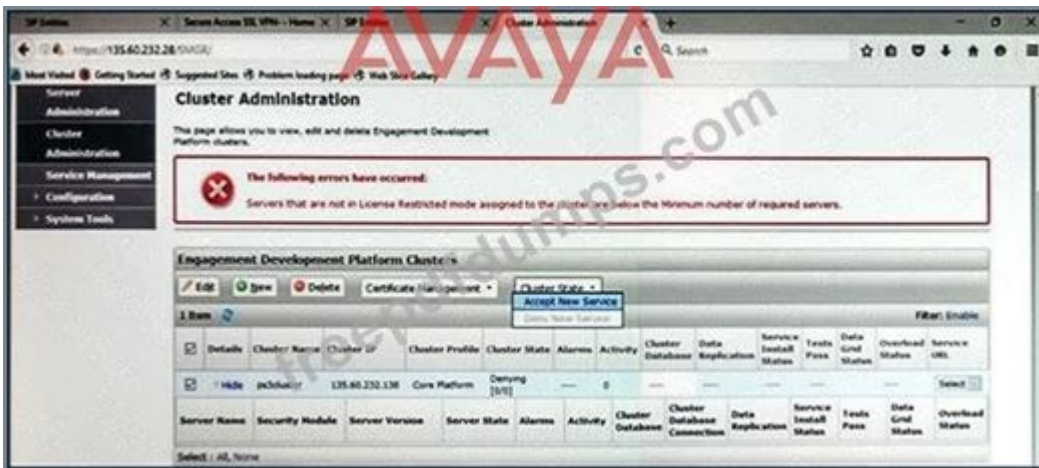 SIP Entities
Secure Access SSL VPN - Home
SIP Entities
Cluster Administration
https://135.60.232.28/SMGR/
Search
Most Visited
Getting Started
Suggested Sites
Problem loading page
Web Slice Gallery
AVAYA
freepdfdumps.com
Server Administration
Cluster Administration
Service Management
Configuration
System Tools
Cluster Administration
This page allows you to view, edit and delete Engagement Development
Platform clusters.
The following errors have occurred:
Servers that are not in License Restricted mode assigned to the cluster are below the Minimum number of required servers.
Engagement Development Platform Clusters
Edit
New
Delete
Certificate Management
Cluster State
Accept New Service
Deny New Service
1 Item
Filter: Enable
Details Cluster Name Cluster IP Cluster Profile Cluster State Alarms Activity Cluster Database Data Replication Service Install Status Tests Pass Data Grid Status Overload Status Service URL
Hide 135.60.232.138 Core Platform Denying [0/0] --- 0 --- --- --- --- --- Select
Server Name Security Module Server Version Server State Alarms Activity Cluster Database Cluster Database Connection Data Replication Service Install Status Tests Pass Data Grid Status Overload Status
Select : All, None